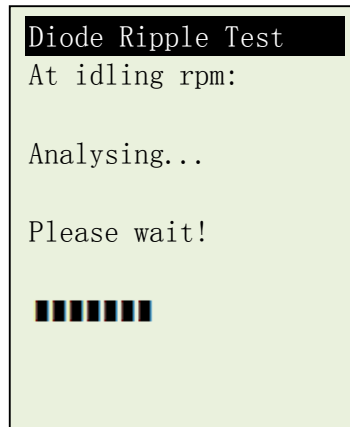 Diode Ripple Test
At idling rpm:
Analysing...
Please wait!